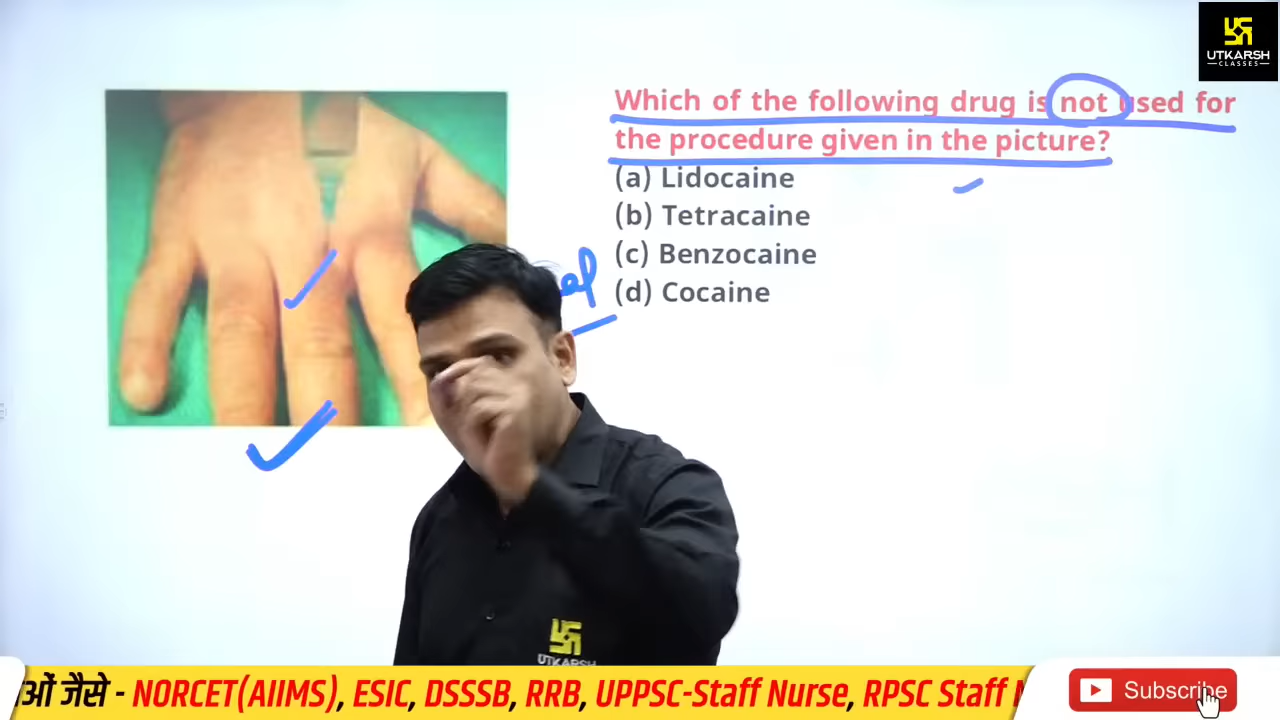 UTKARSH
CLASSES
Which of the following drug is not used for
the procedure given in the picture?
(a) Lidocaine
(b) Tetracaine
(c) Benzocaine
(d) Cocaine
UTKARSH
ओं जैसे - NORCET(AIIMS), ESIC, DSSSB, RRB, UPPSC-Staff Nurse, RPSC Staff
Subscribe